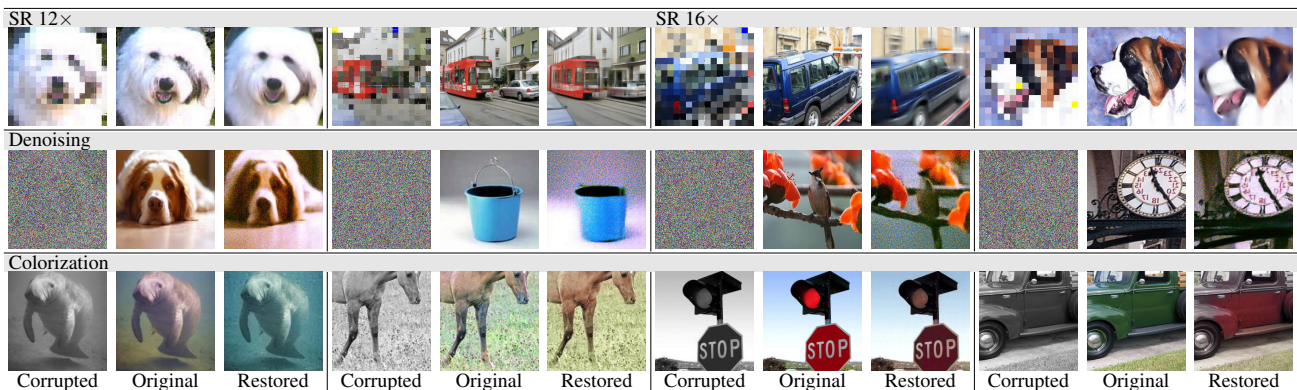 SR 12× SR 16×
Denoising
Colorization
STOP STOP STOP
Corrupted Original Restored Corrupted Original Restored Corrupted Original Restored Corrupted Original Restored